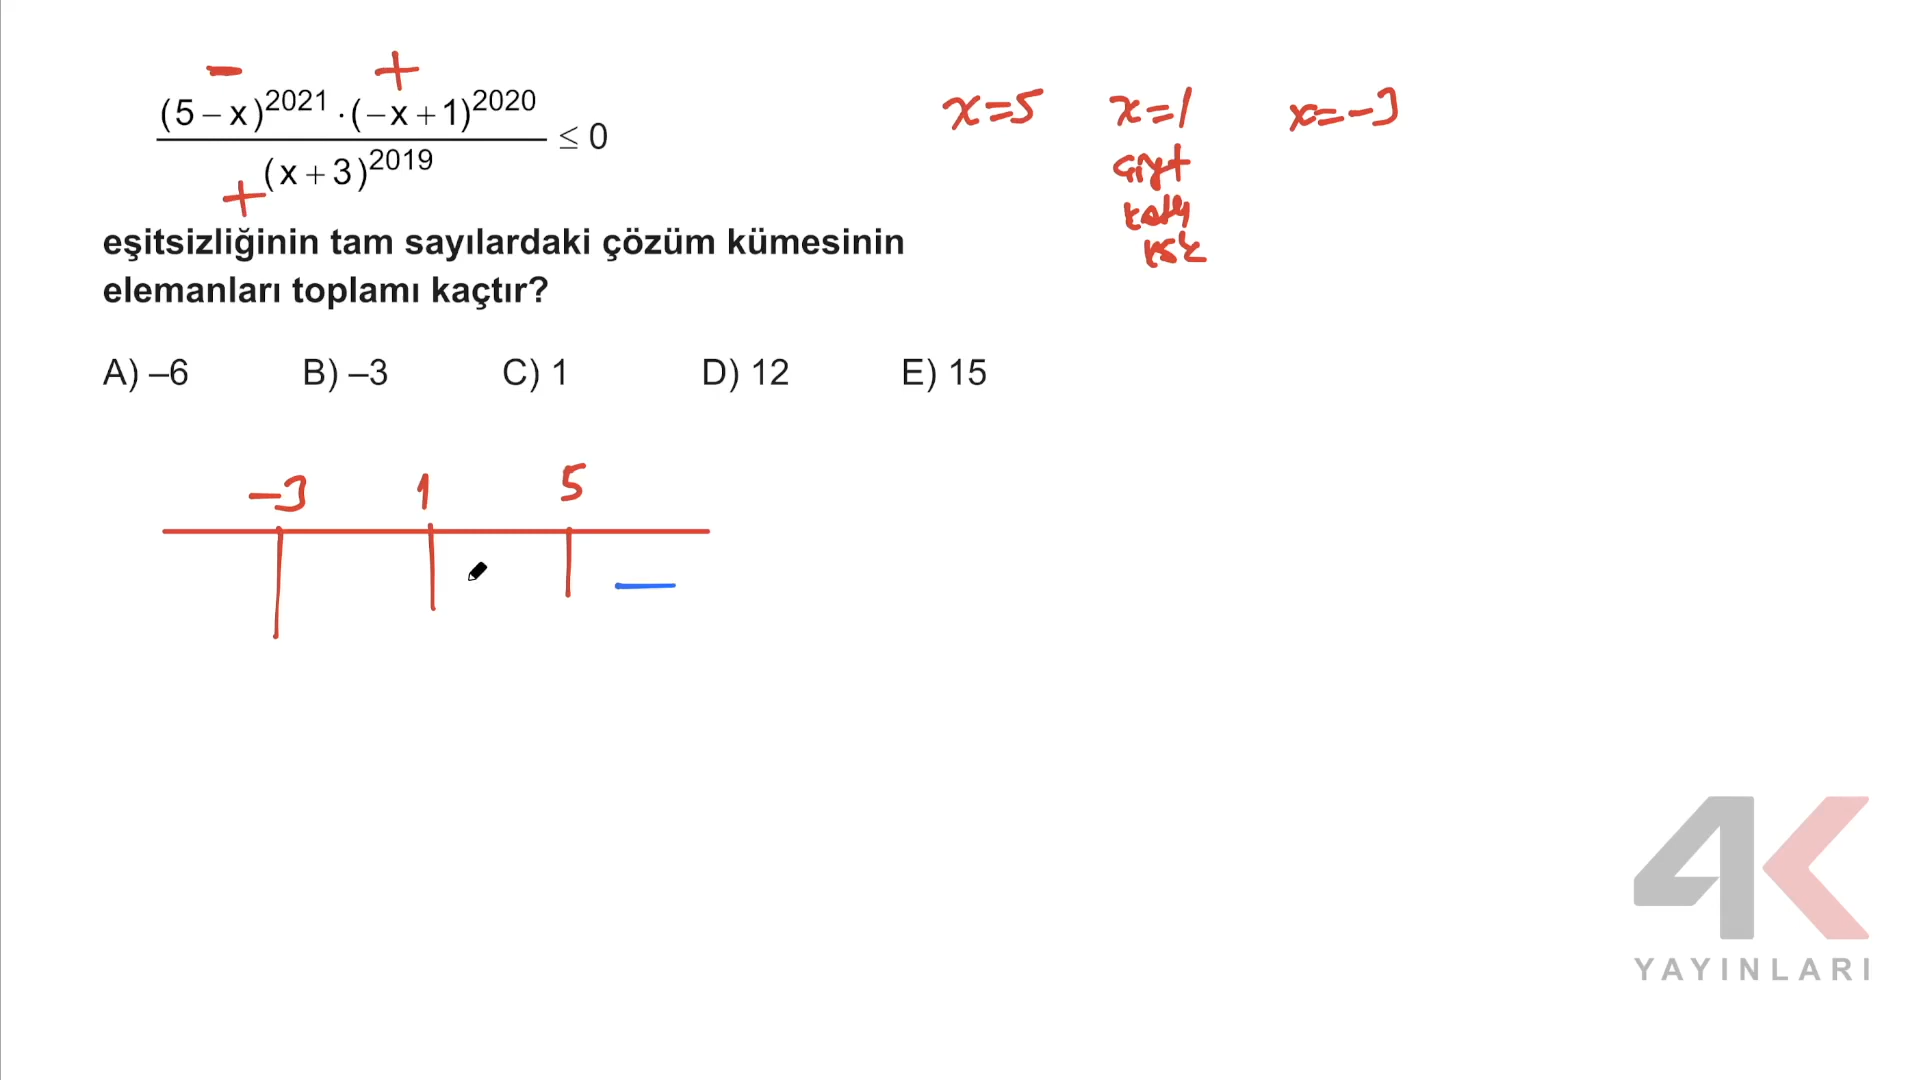 − +
(5 − x)^2021 · (−x + 1)^2020
≤ 0
(x + 3)^2019
+
x=5 x=1 x=−3
çift
katlı
kök
eşitsizliğinin tam sayılardaki çözüm kümesinin
elemanları toplamı kaçtır?
A) –6 B) –3 C) 1 D) 12 E) 15
−3 1 5
−
4K
YAYINLARI